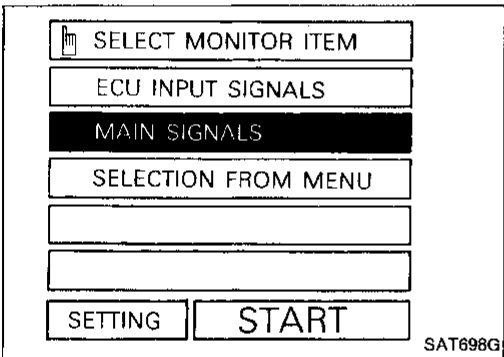 SELECT MONITOR ITEM
ECU INPUT SIGNALS
MAIN SIGNALS
SELECTION FROM MENU
SETTING START
SAT698G